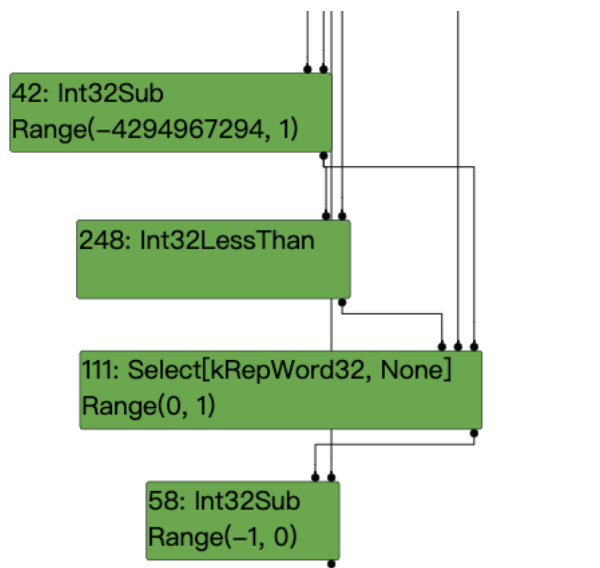 42: Int32Sub
Range(−4294967294, 1)
248: Int32LessThan
111: Select[kRepWord32, None]
Range(0, 1)
58: Int32Sub
Range(−1, 0)